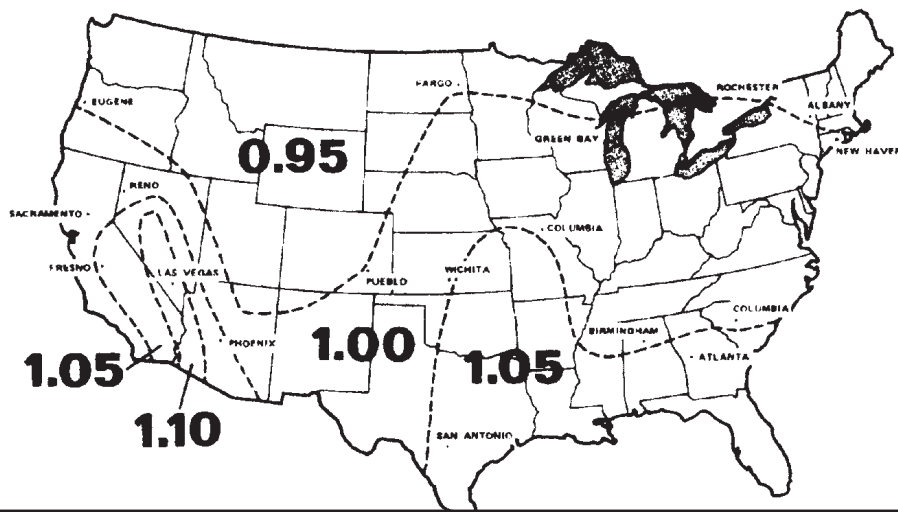 FARGO
ROCHESTER
EUGENE
ALBANY
GREEN BAY
NEW HAVEN
0.95
RENO
SACRAMENTO
COLUMBIA
FRESNO
LAS VEGAS
WICHITA
PUEBLO
COLUMBIA
BIRMINGHAM
PHOENIX
1.00
ATLANTA
1.05
1.05
1.10
SAN ANTONIO